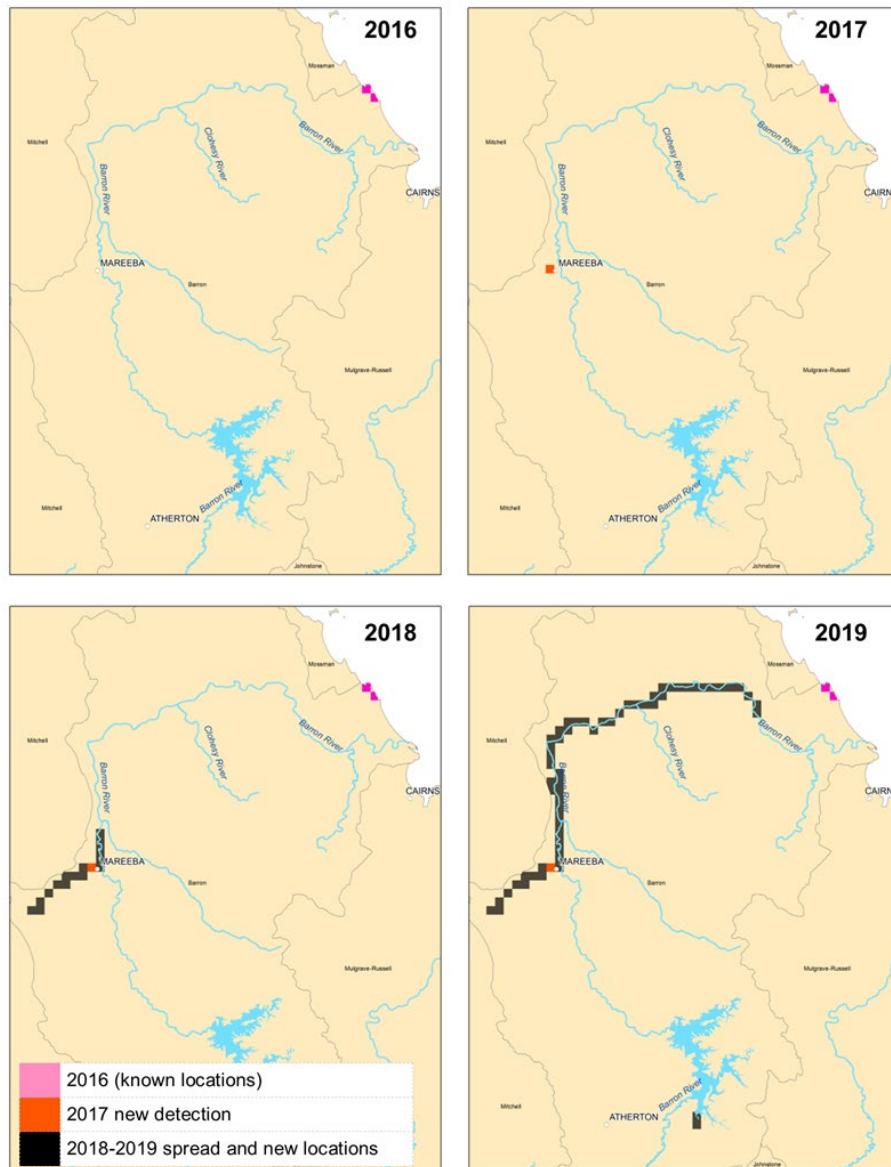 2016
Mossman
Mitchell
Barron River
Clohesy River
Barron River
CAIRNS
MAREEBA
Barron
Mulgrave-Russell
Mitchell
Barron River
ATHERTON
Johnstone
2017
Mossman
Mitchell
Barron River
Clohesy River
Barron River
CAIRNS
MAREEBA
Barron
Mulgrave-Russell
Mitchell
Barron River
ATHERTON
Johnstone
2018
Mossman
Mitchell
Barron River
Clohesy River
Barron River
CAIRNS
MAREEBA
Barron
Mulgrave-Russell
2016 (known locations)
2017 new detection
2018-2019 spread and new locations
2019
Mossman
Mitchell
Barron River
Clohesy River
Barron River
CAIRNS
MAREEBA
Barron
Mulgrave-Russell
Mitchell
Barron River
ATHERTON
Johnstone